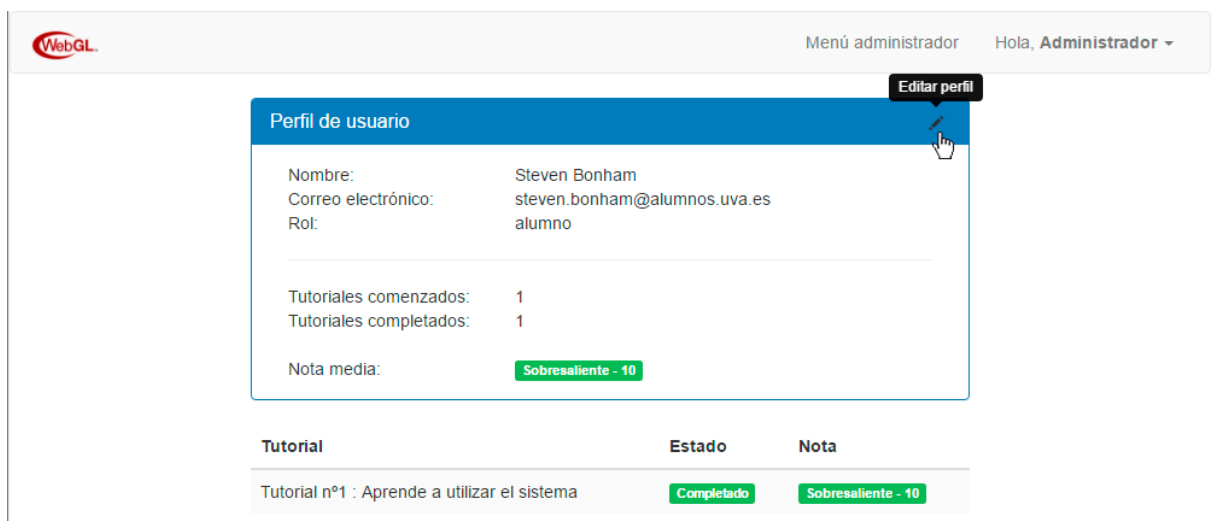 WebGL.
Menú administrador Hola, Administrador
Editar perfil
Perfil de usuario
Nombre: Steven Bonham
Correo electrónico: steven.bonham@alumnos.uva.es
Rol: alumno
Tutoriales comenzados: 1
Tutoriales completados: 1
Nota media: Sobresaliente - 10
Tutorial Estado Nota
Tutorial nº1 : Aprende a utilizar el sistema Completado Sobresaliente - 10